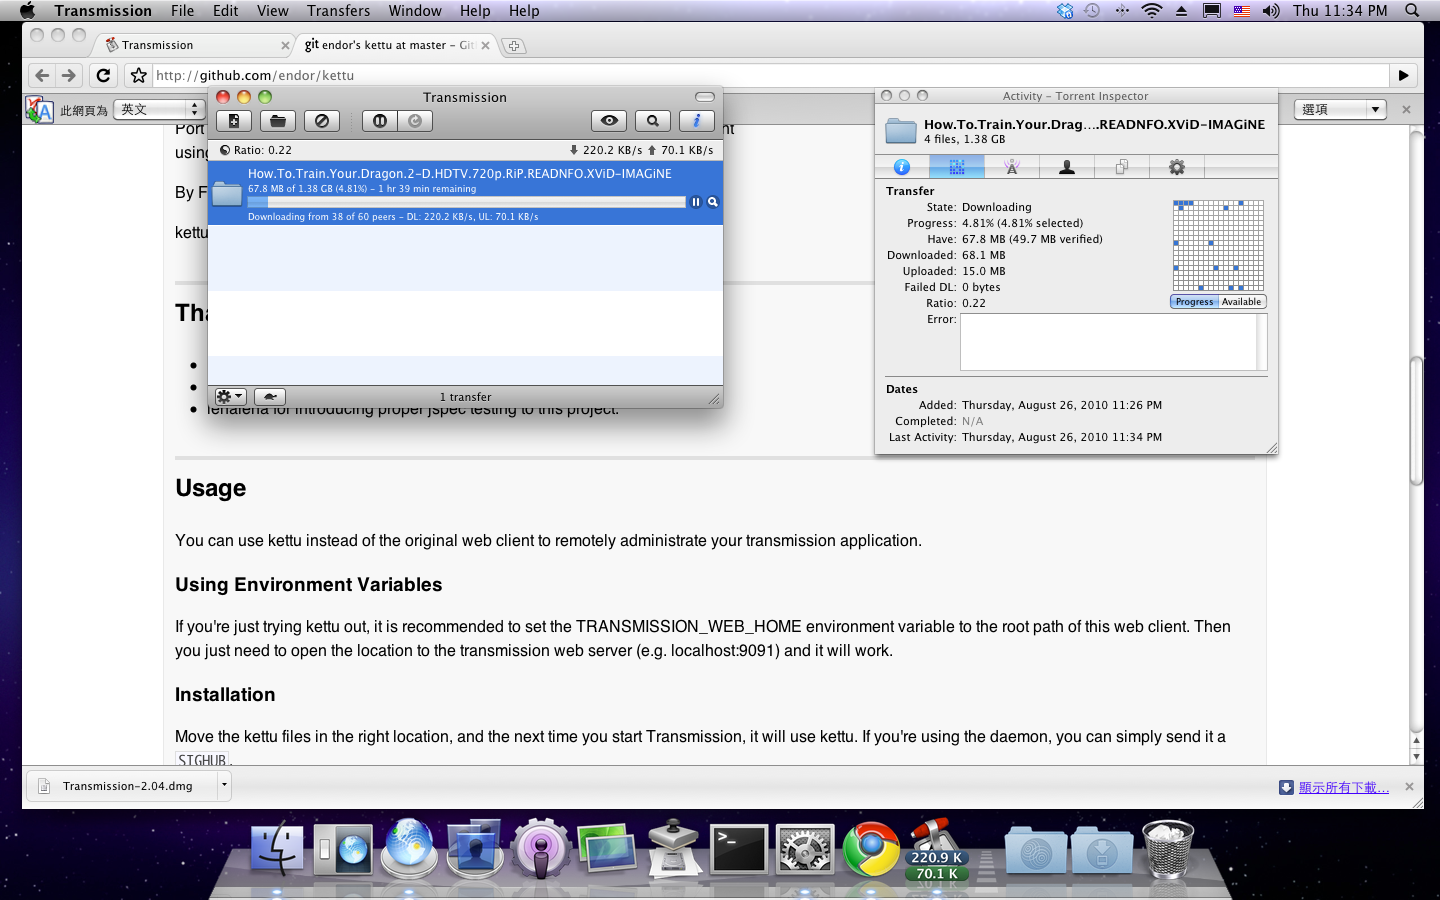 Transmission File Edit View Transfers Window Help Help Thu 11:34 PM
Transmission git endor's kettu at master – Git
http://github.com/endor/kettu
此網頁為 英文 選項
Port
using
nt
By F
kettu
Tha
lenalena for introducing proper jspec testing to this project.
Transmission
Ratio: 0.22 220.2 KB/s 70.1 KB/s
How.To.Train.Your.Dragon.2-D.HDTV.720p.RiP.READNFO.XViD-IMAGiNE
67.8 MB of 1.38 GB (4.81%) – 1 hr 39 min remaining
Downloading from 38 of 60 peers – DL: 220.2 KB/s, UL: 70.1 KB/s
1 transfer
Activity – Torrent Inspector
How.To.Train.Your.Drag….READNFO.XViD-IMAGiNE
4 files, 1.38 GB
Transfer
State: Downloading
Progress: 4.81% (4.81% selected)
Have: 67.8 MB (49.7 MB verified)
Downloaded: 68.1 MB
Uploaded: 15.0 MB
Failed DL: 0 bytes
Ratio: 0.22
Progress Available
Error:
Dates
Added: Thursday, August 26, 2010 11:26 PM
Completed: N/A
Last Activity: Thursday, August 26, 2010 11:34 PM
Usage
You can use kettu instead of the original web client to remotely administrate your transmission application.
Using Environment Variables
If you're just trying kettu out, it is recommended to set the TRANSMISSION_WEB_HOME environment variable to the root path of this web client. Then
you just need to open the location to the transmission web server (e.g. localhost:9091) and it will work.
Installation
Move the kettu files in the right location, and the next time you start Transmission, it will use kettu. If you're using the daemon, you can simply send it a
SIGHUB.
Transmission-2.04.dmg 顯示所有下載…
220.9 K
70.1 K